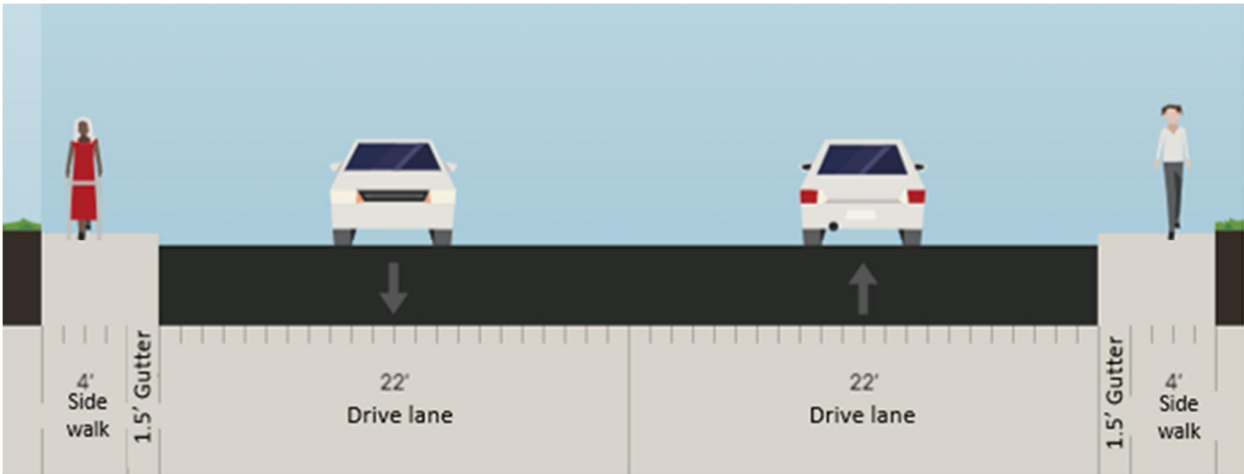 4'
Side
walk
1.5' Gutter
22'
Drive lane
22'
Drive lane
1.5' Gutter
4'
Side
walk